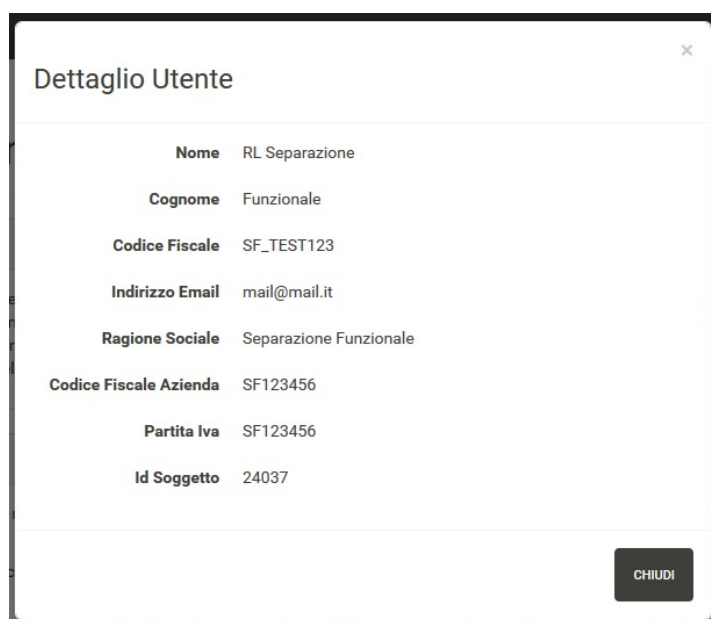 ×
Dettaglio Utente
Nome RL Separazione
Cognome Funzionale
Codice Fiscale SF_TEST123
Indirizzo Email mail@mail.it
Ragione Sociale Separazione Funzionale
Codice Fiscale Azienda SF123456
Partita Iva SF123456
Id Soggetto 24037
CHIUDI